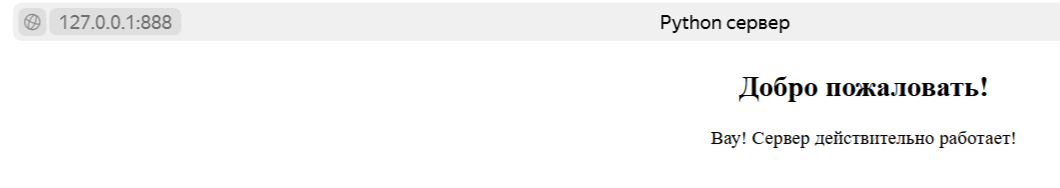 127.0.0.1:888 Python сервер
Добро пожаловать!
Вау! Сервер действительно работает!